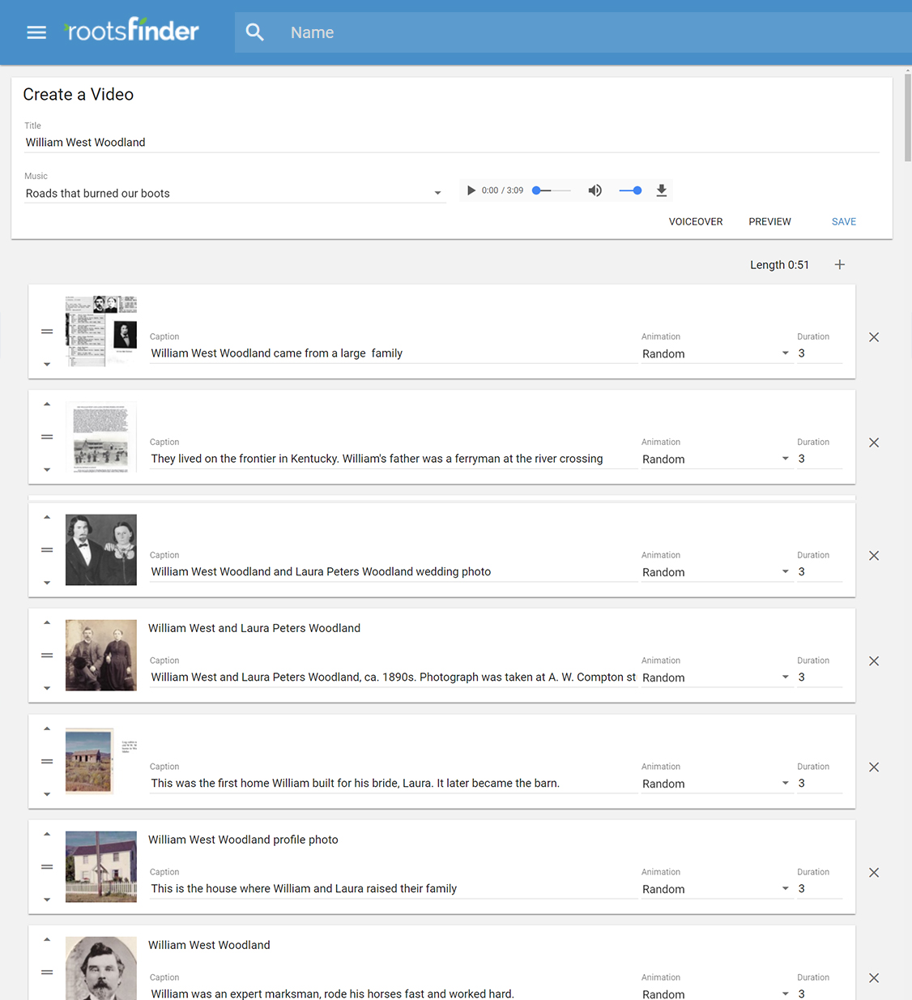 rootsfinder
Name
Create a Video
Title
William West Woodland
Music
Roads that burned our boots
0:00 / 3:09
VOICEOVER PREVIEW SAVE
Length 0:51
Caption Animation Duration
William West Woodland came from a large  family Random 3
Caption Animation Duration
They lived on the frontier in Kentucky. William's father was a ferryman at the river crossing Random 3
Caption Animation Duration
William West Woodland and Laura Peters Woodland wedding photo Random 3
William West and Laura Peters Woodland
Caption Animation Duration
William West and Laura Peters Woodland, ca. 1890s. Photograph was taken at A. W. Compton st Random 3
Caption Animation Duration
This was the first home William built for his bride, Laura. It later became the barn. Random 3
William West Woodland profile photo
Caption Animation Duration
This is the house where William and Laura raised their family Random 3
William West Woodland
Caption Animation Duration
William was an expert marksman, rode his horses fast and worked hard. Random 3